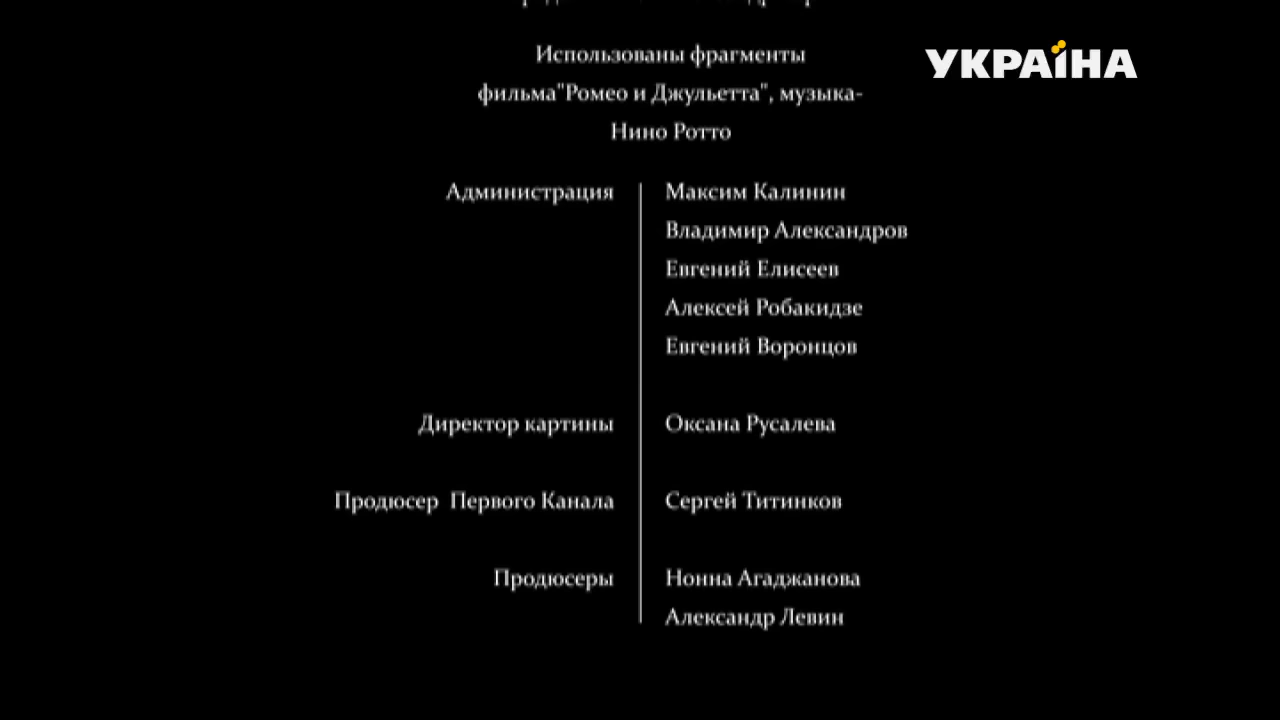 Использованы фрагменты
фильма"Ромео и Джульетта", музыка-
Нино Ротто
УКРАЇНА
Администрация Максим Калинин
Владимир Александров
Евгений Елисеев
Алексей Робакидзе
Евгений Воронцов
Директор картины Оксана Русалева
Продюсер Первого Канала Сергей Титинков
Продюсеры Нонна Агаджанова
Александр Левин